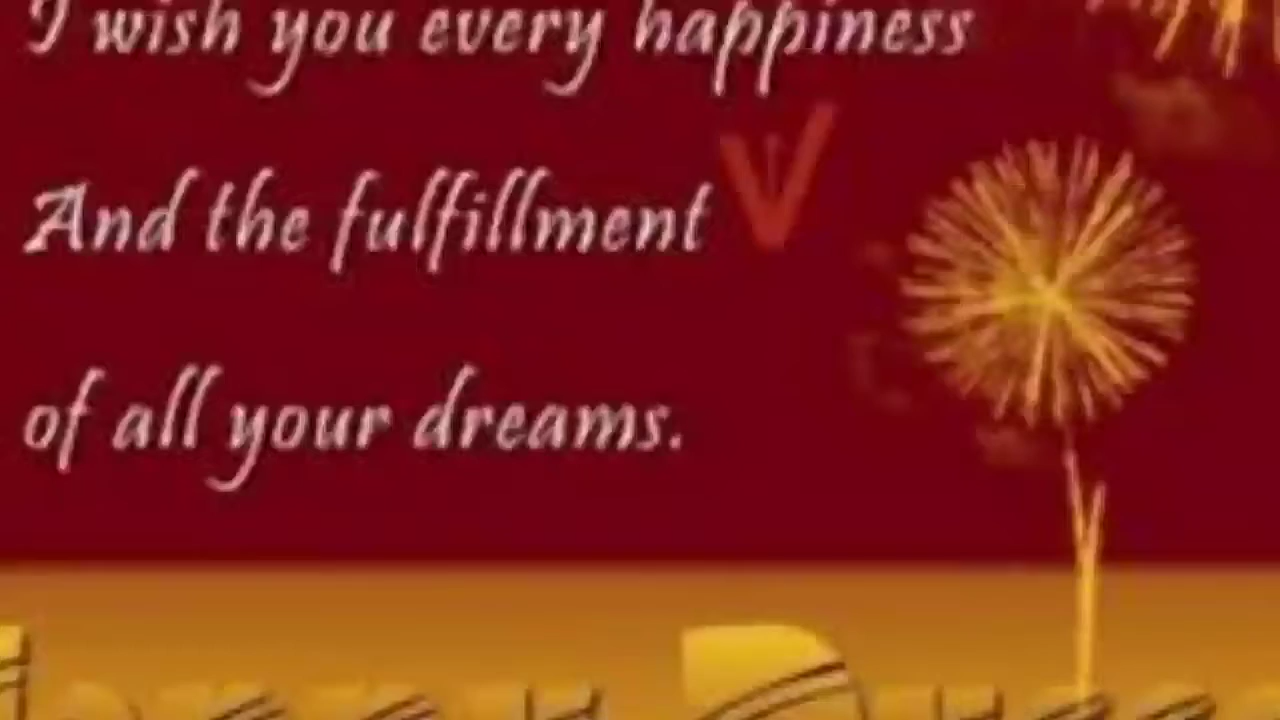 I wish you every happiness
And the fulfillment
of all your dreams.